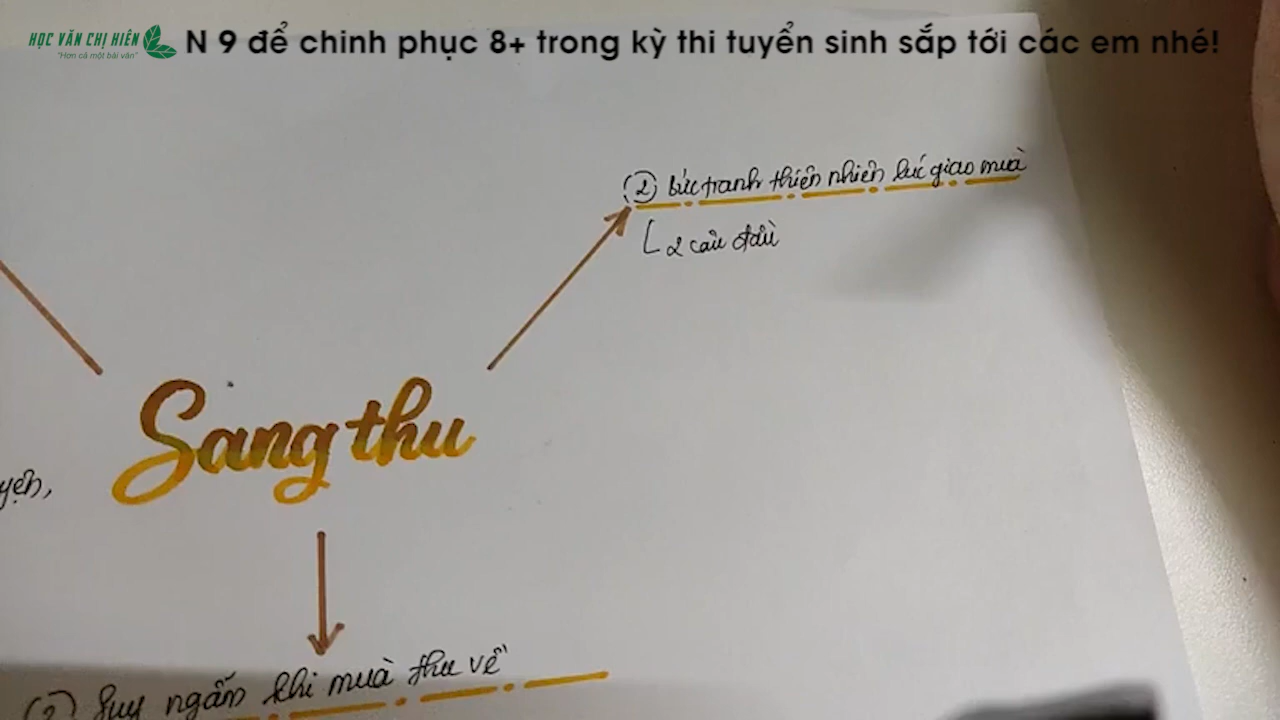 HỌC VĂN CHỊ HIÊN
"Hơn cả một bài văn"
N 9 để chinh phục 8+ trong kỳ thi tuyển sinh sắp tới các em nhé!
(2) bức tranh thiên nhiên lúc giao mùa
2 câu đầu
Sang thu
yện,
(3) Suy ngẫm khi mùa thu về